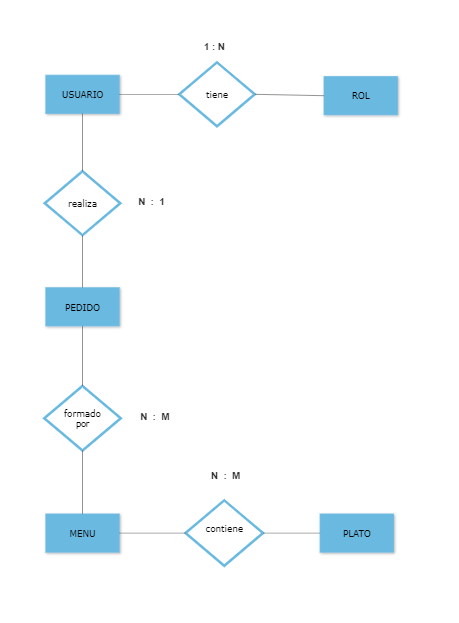 1 : N
USUARIO
tiene
ROL
realiza
N : 1
PEDIDO
formado
por
N : M
N : M
MENU
contiene
PLATO